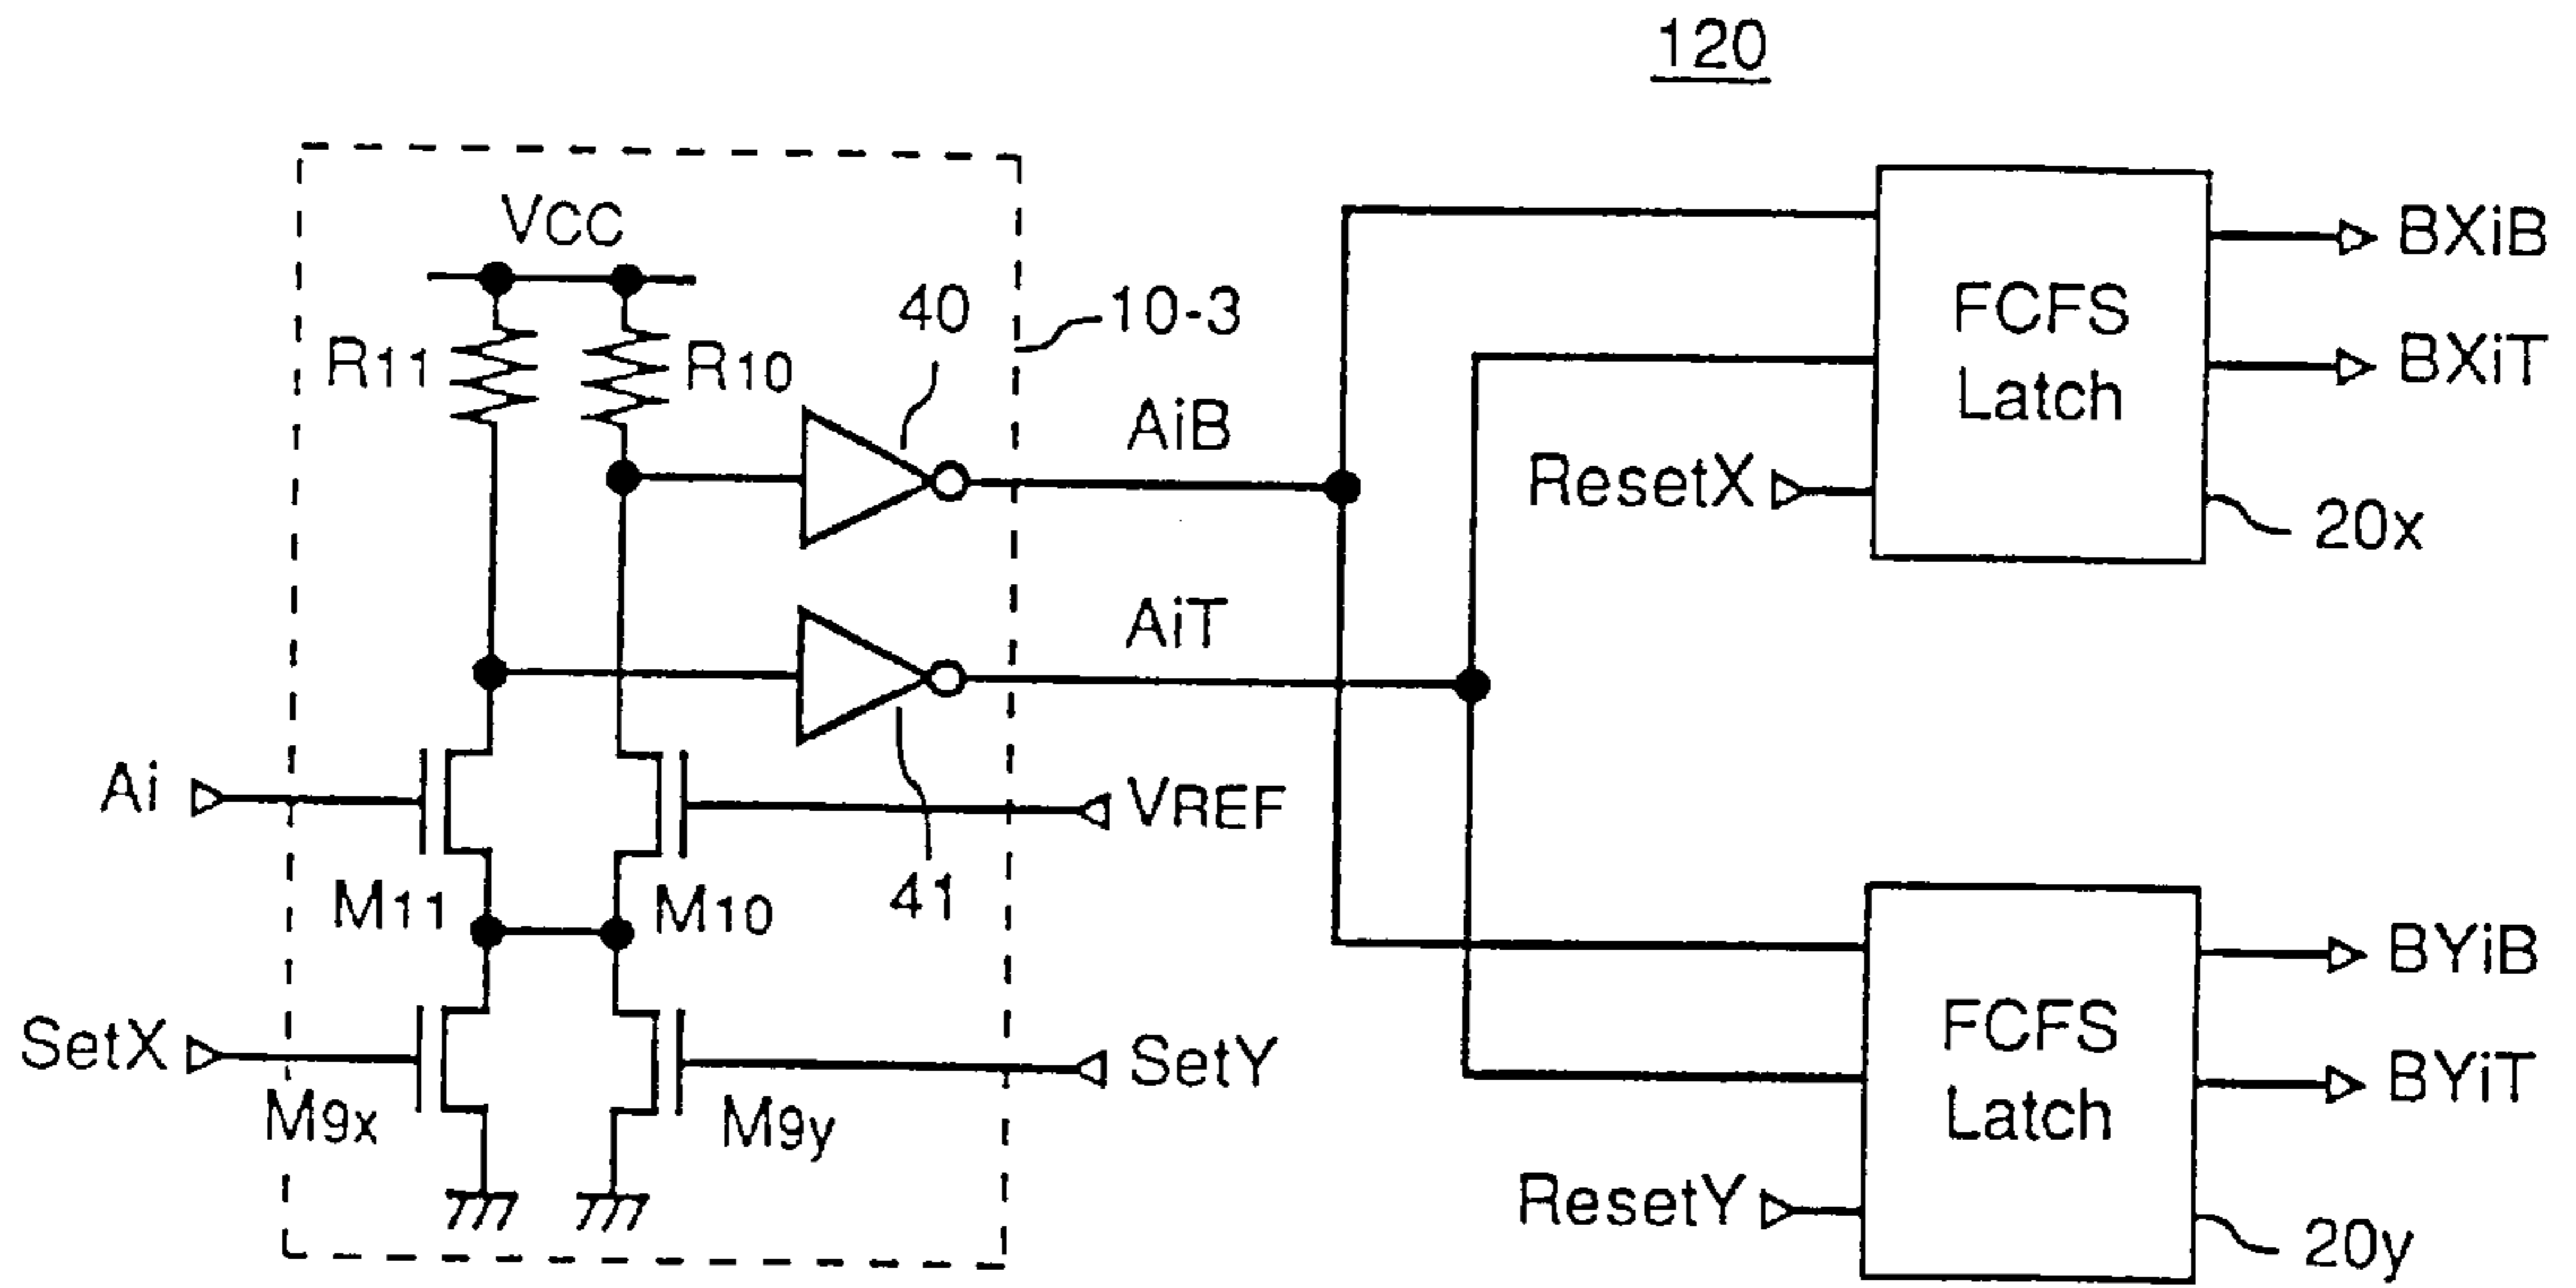 120
VCC
R11
R10
40
10-3
AiB
AiT
Ai
VREF
M11
M10
41
SetX
SetY
M9x
M9y
FCFS
Latch
BXiB
BXiT
ResetX
20x
FCFS
Latch
BYiB
BYiT
ResetY
20y